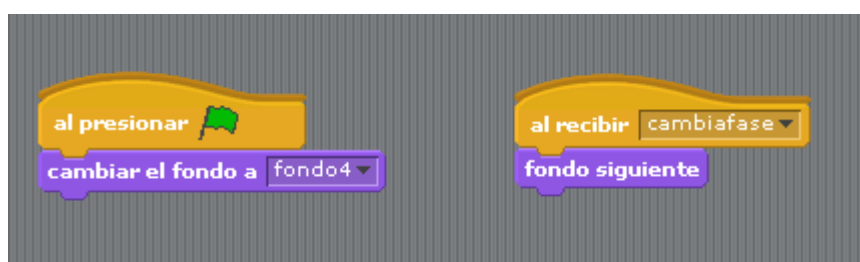 al presionar
cambiar el fondo a fondo4
al recibir cambiafase
fondo siguiente